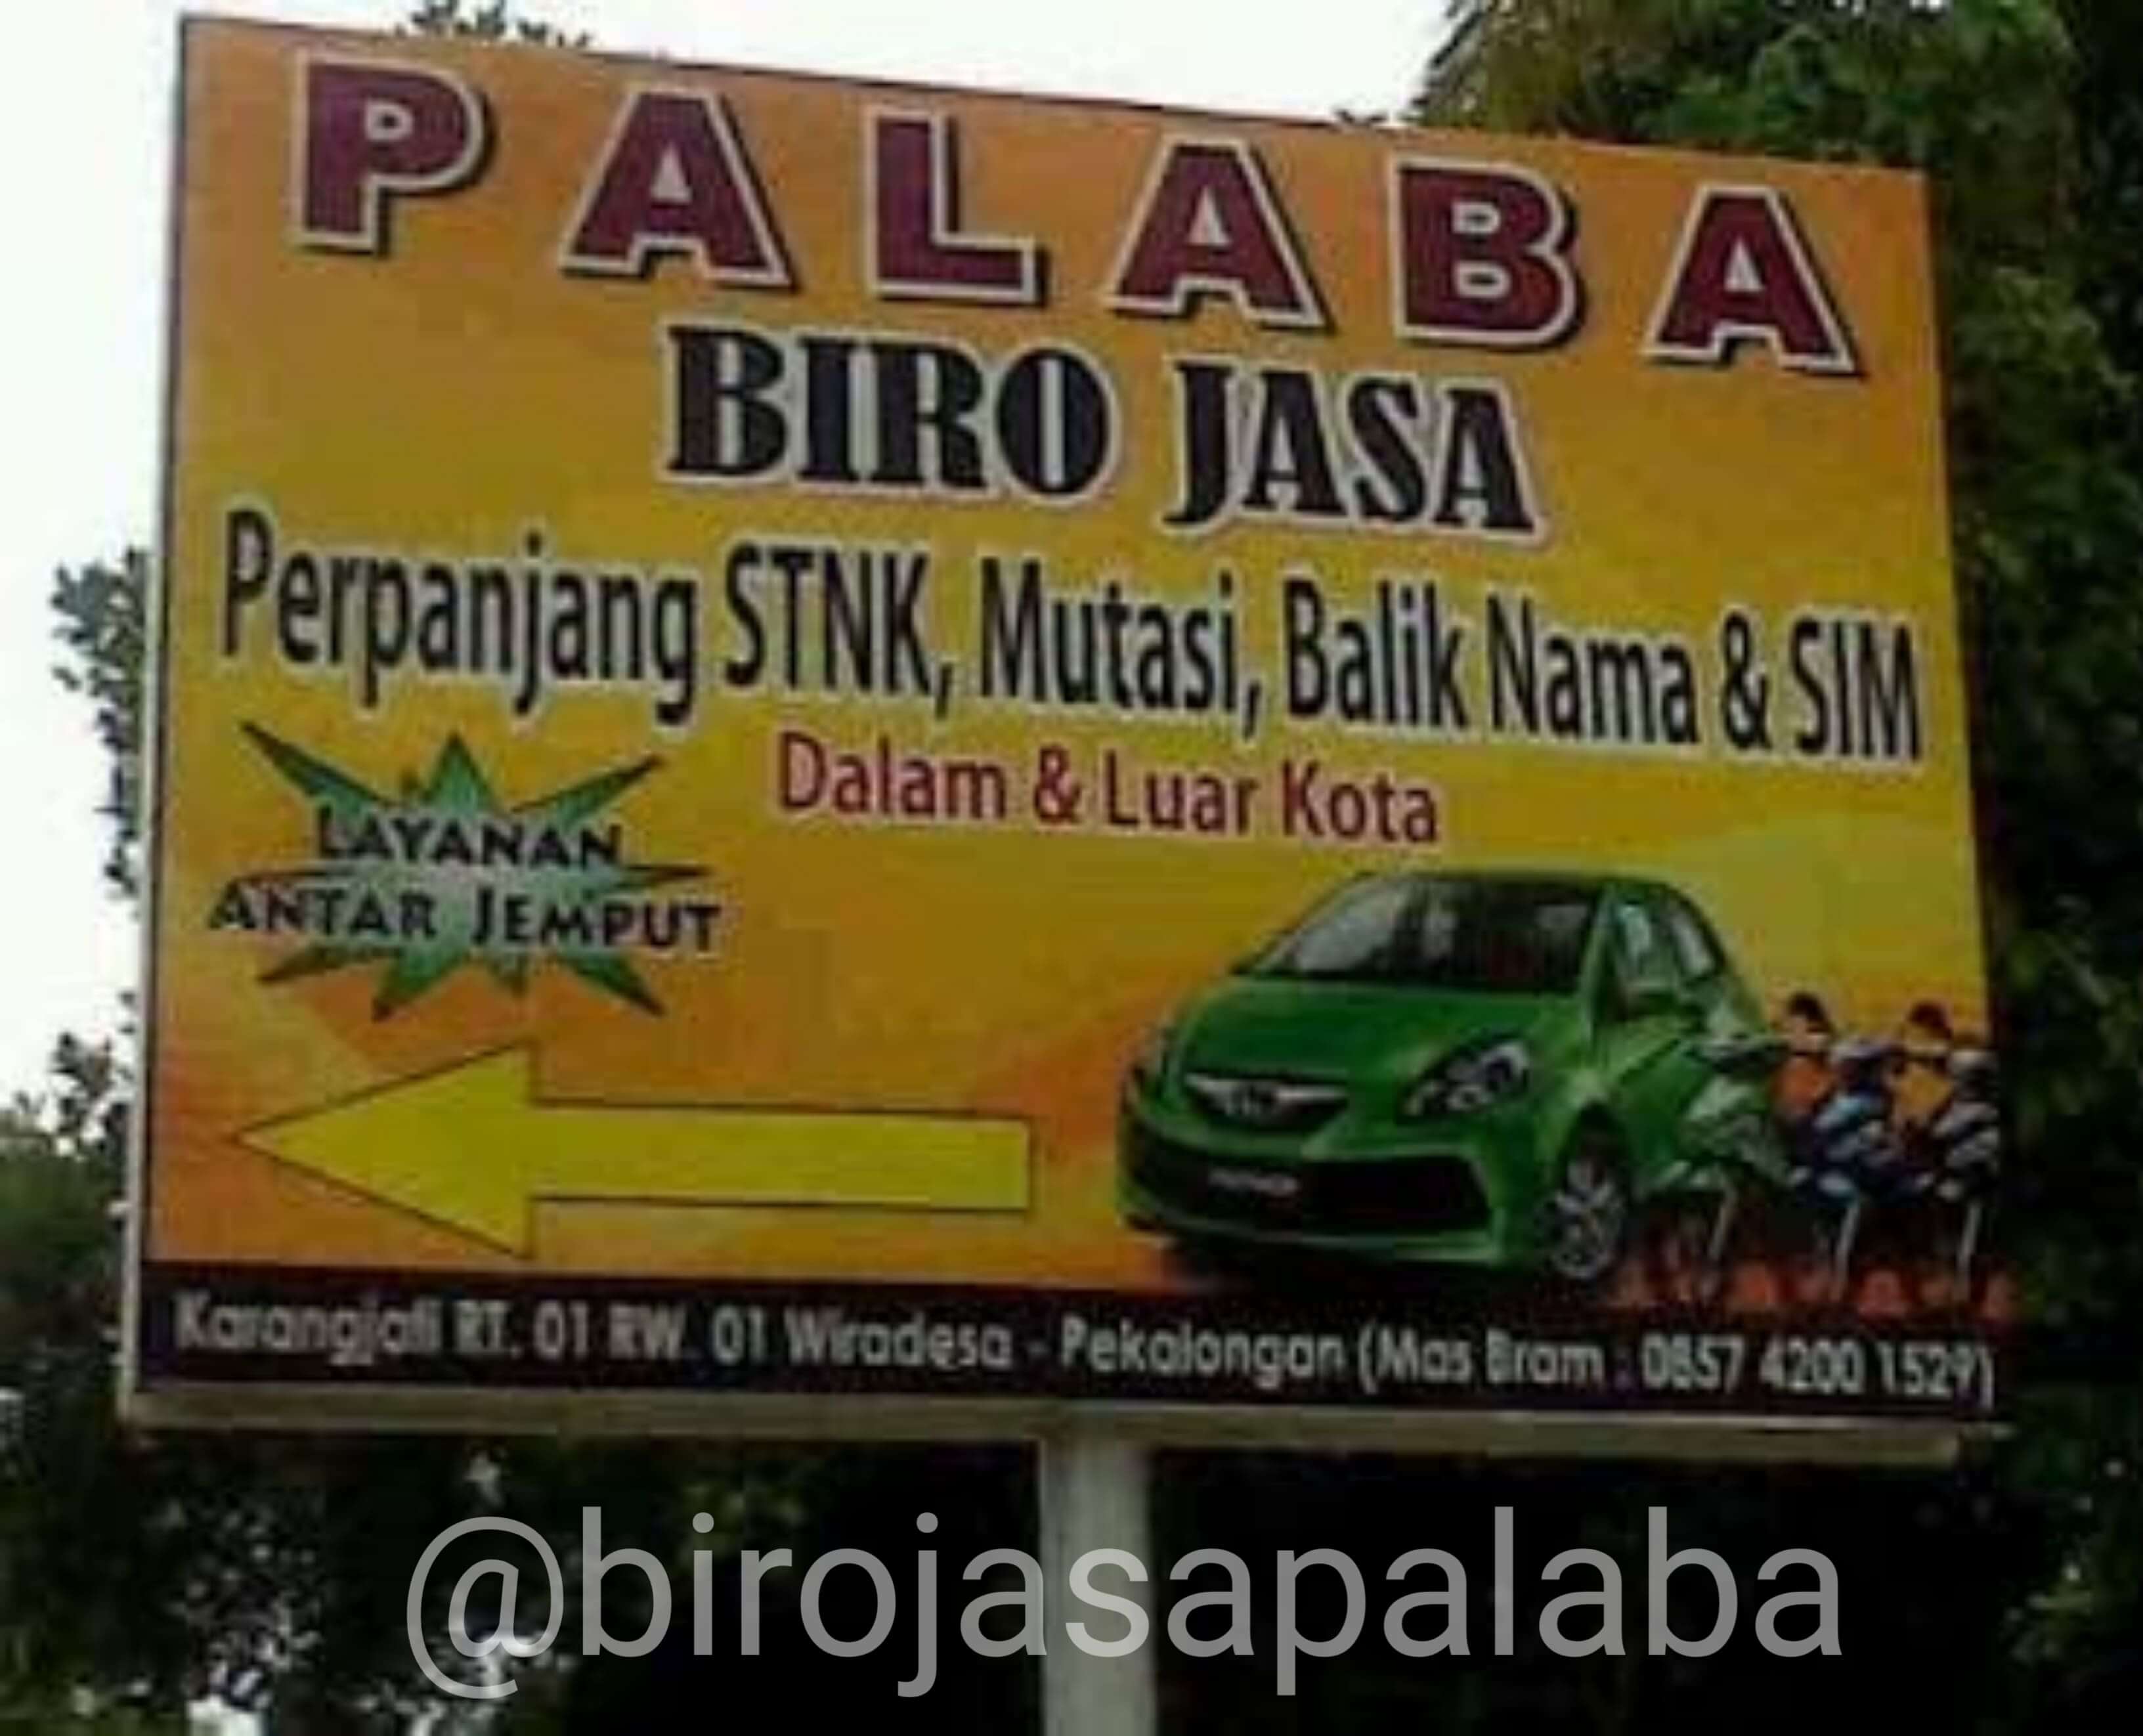 PALABA
BIRO JASA
Perpanjang STNK, Mutasi, Balik Nama & SIM
Dalam & Luar Kota
LAYANAN
ANTAR JEMPUT
Karangjati RT. 01 RW. 01 Wiradesa - Pekalongan (Mas Bram : 0857 4200 1529)
@birojasapalaba